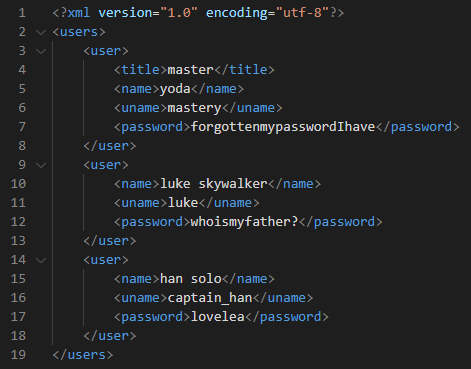 1 <?xml version="1.0" encoding="utf-8"?>
2 <users>
3 <user>
4 <title>master</title>
5 <name>yoda</name>
6 <uname>mastery</uname>
7 <password>forgottenmypasswordIhave</password>
8 </user>
9 <user>
10 <name>luke skywalker</name>
11 <uname>luke</uname>
12 <password>whoismyfather?</password>
13 </user>
14 <user>
15 <name>han solo</name>
16 <uname>captain_han</uname>
17 <password>lovelea</password>
18 </user>
19 </users>